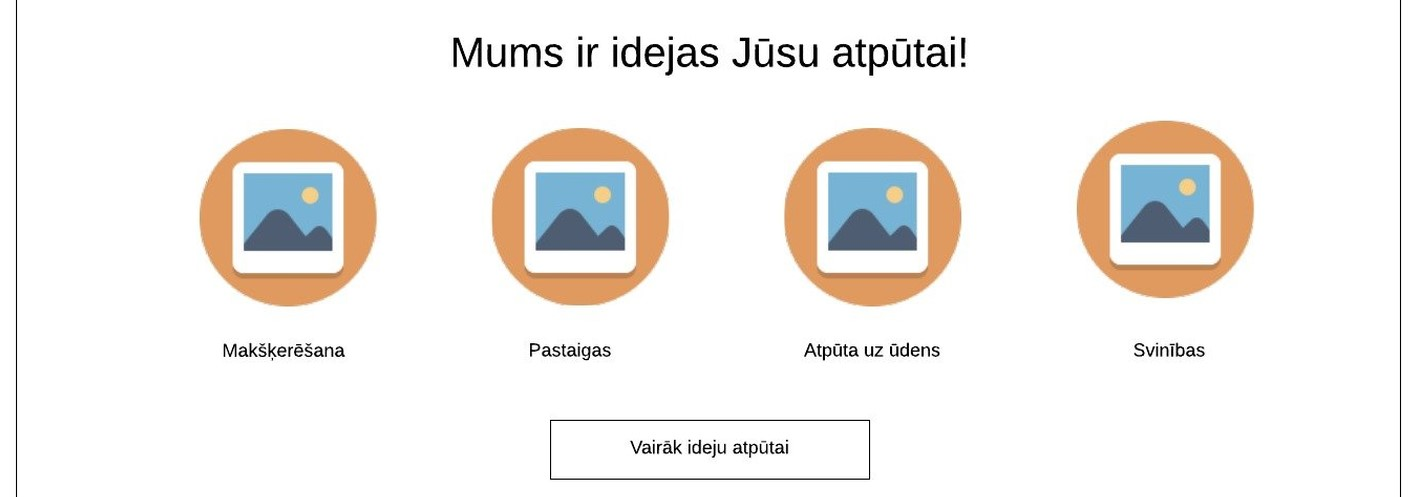 Mums ir idejas Jūsu atpūtai!
Makšķerēšana
Pastaigas
Atpūta uz ūdens
Svinības
Vairāk ideju atpūtai